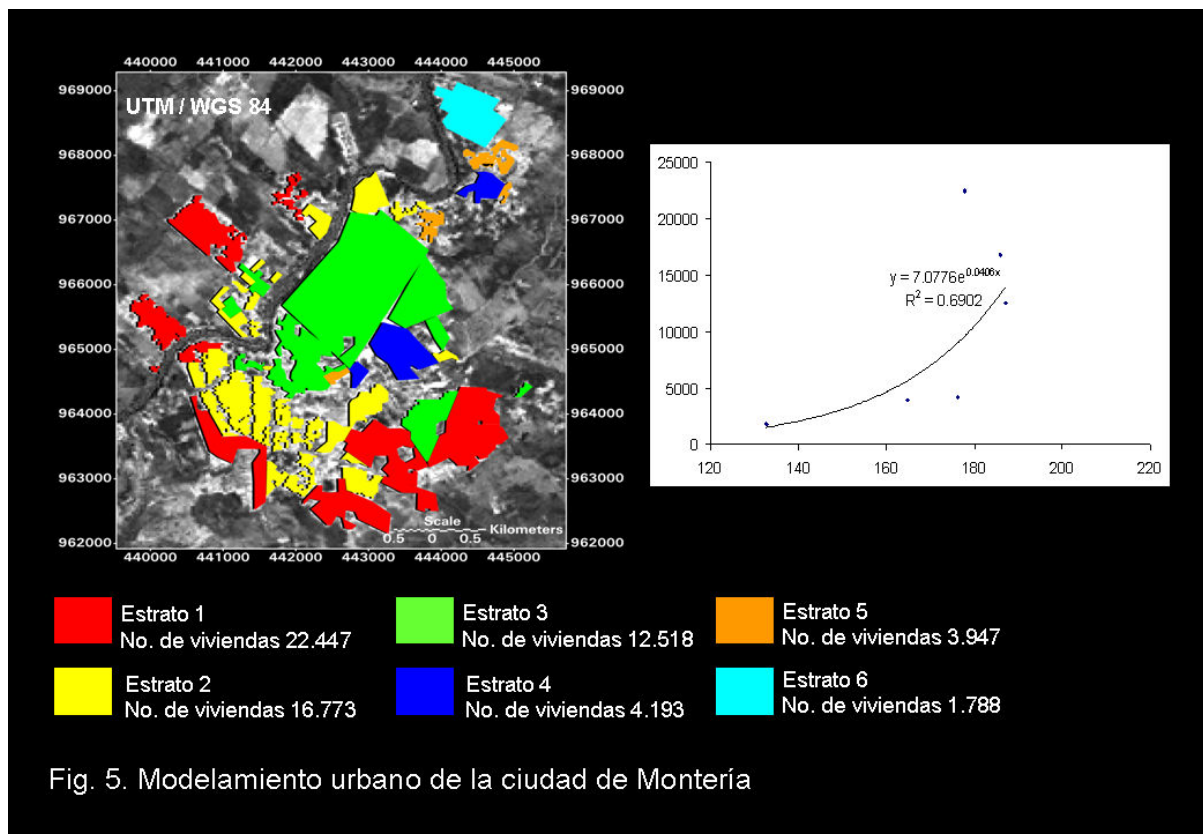 440000 441000 442000 443000 444000 445000
UTM / WGS 84
969000 969000
968000 968000
967000 967000
966000 966000
965000 965000
964000 964000
963000 963000
962000 962000
Scale
Kilometers
0.5 0 0.5
440000 441000 442000 443000 444000 445000
25000
20000
15000
10000
5000
0
y = 7.0776e^0.0406x
R² = 0.6902
120 140 160 180 200 220
Estrato 1
No. de viviendas 22.447
Estrato 3
No. de viviendas 12.518
Estrato 5
No. de viviendas 3.947
Estrato 2
No. de viviendas 16.773
Estrato 4
No. de viviendas 4.193
Estrato 6
No. de viviendas 1.788
Fig. 5. Modelamiento urbano de la ciudad de Montería